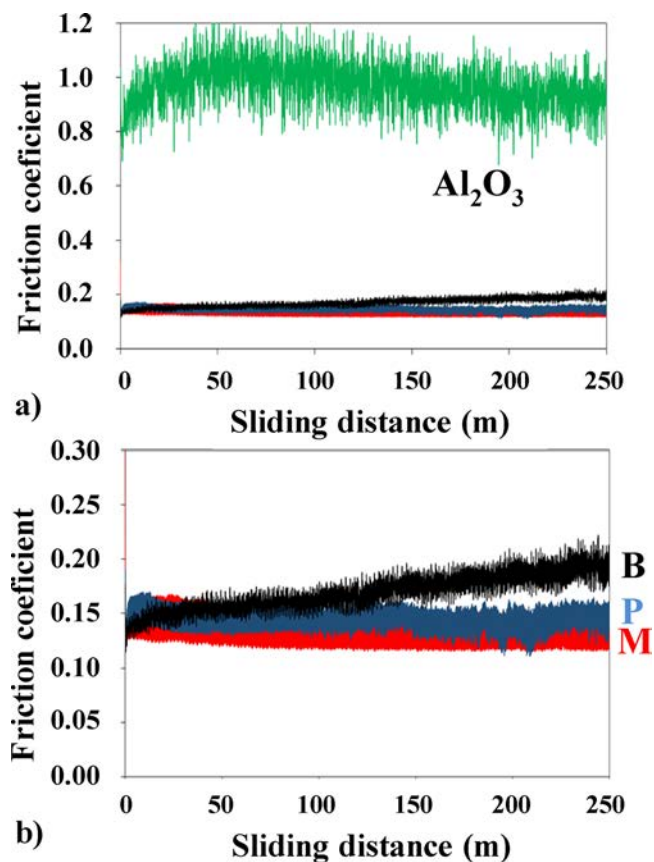 1.2
1.0
0.8
0.6
0.4
0.2
0.0
Friction coeficient
Al₂O₃
0 50 100 150 200 250
a)
Sliding distance (m)
0.30
0.25
0.20
0.15
0.10
0.05
0.00
Friction coeficient
B
P
M
0 50 100 150 200 250
b)
Sliding distance (m)